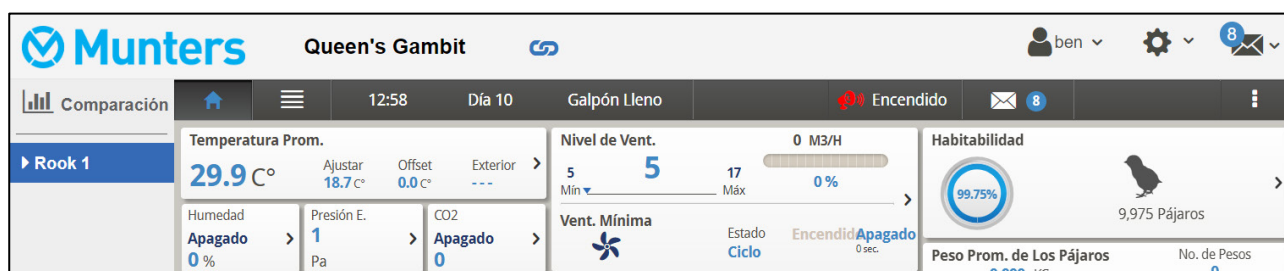 Munters
Queen's Gambit
ben
8
Comparación
12:58
Día 10
Galpón Lleno
Encendido
8
Rook 1
Temperatura Prom.
29.9 C°
Ajustar
18.7 C°
Offset
0.0 C°
Exterior
---
Humedad
Apagado
0 %
Presión E.
1
Pa
CO2
Apagado
0
Nivel de Vent.
0 M3/H
5
Mín
5
17
Máx
0 %
Vent. Mínima
Estado
Ciclo
Encendido
Apagado
0 sec.
Habitabilidad
99.75%
9,975 Pájaros
Peso Prom. de Los Pájaros
No. de Pesos